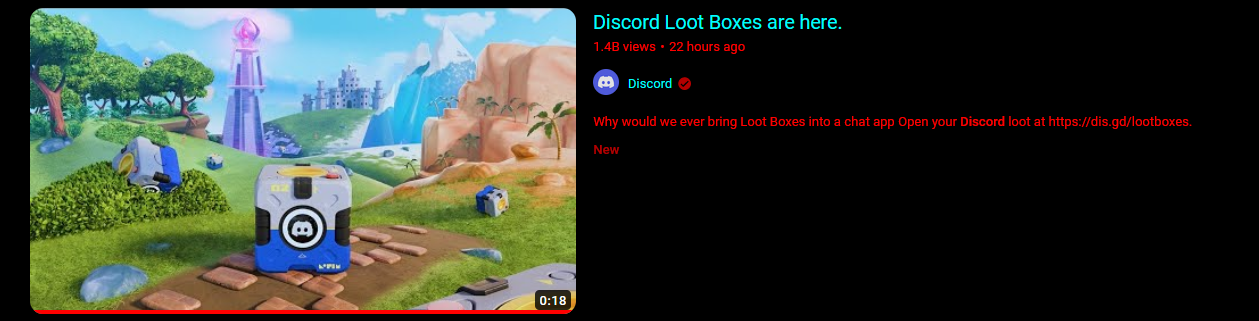 Discord Loot Boxes are here.
1.4B views • 22 hours ago
Discord
Why would we ever bring Loot Boxes into a chat app Open your Discord loot at https://dis.gd/lootboxes.
New
0:18